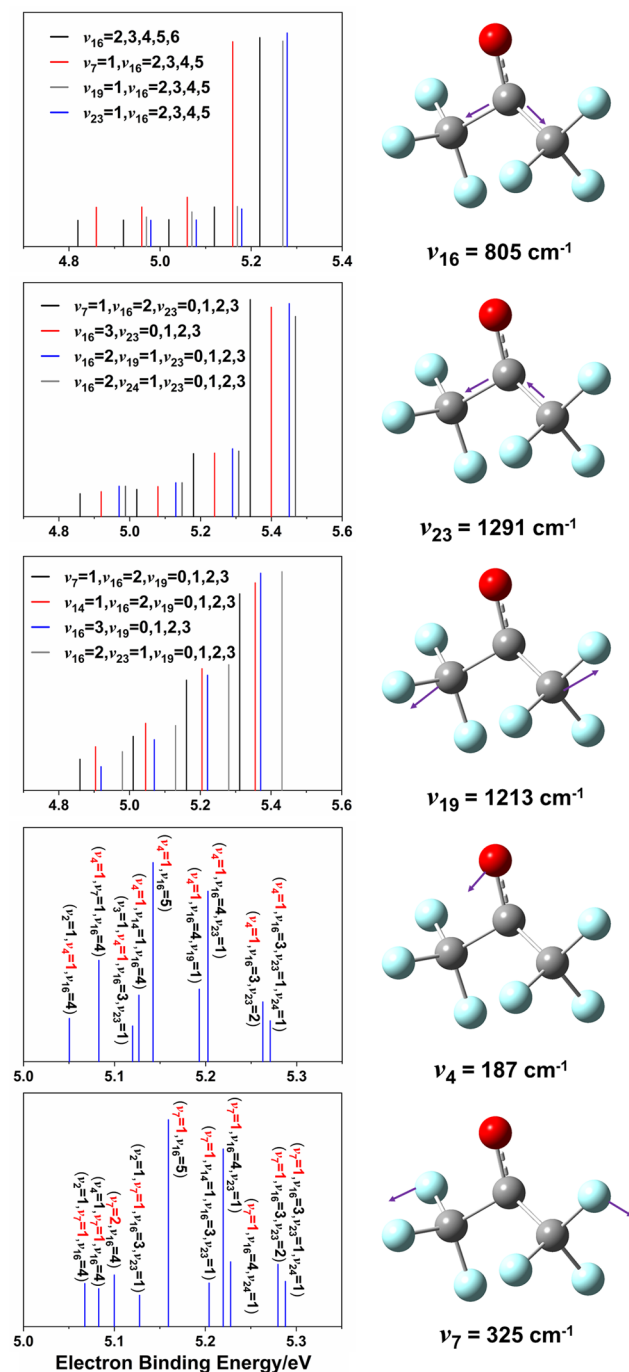 ν16=2,3,4,5,6
ν7=1,ν16=2,3,4,5
ν19=1,ν16=2,3,4,5
ν23=1,ν16=2,3,4,5
4.8 5.0 5.2 5.4
ν16 = 805 cm-1
ν7=1,ν16=2,ν23=0,1,2,3
ν16=3,ν23=0,1,2,3
ν16=2,ν19=1,ν23=0,1,2,3
ν16=2,ν24=1,ν23=0,1,2,3
4.8 5.0 5.2 5.4 5.6
ν23 = 1291 cm-1
ν7=1,ν16=2,ν19=0,1,2,3
ν14=1,ν16=2,ν19=0,1,2,3
ν16=3,ν19=0,1,2,3
ν16=2,ν23=1,ν19=0,1,2,3
4.8 5.0 5.2 5.4 5.6
ν19 = 1213 cm-1
(ν2=1,ν4=1,ν16=4)
(ν4=1,ν7=1,ν16=4)
(ν3=1,ν4=1,ν16=3,ν23=1)
(ν4=1,ν14=1,ν16=4)
(ν4=1,ν16=5)
(ν4=1,ν16=4,ν19=1)
(ν4=1,ν16=4,ν23=1)
(ν4=1,ν16=3,ν23=2)
(ν4=1,ν16=3,ν23=1,ν24=1)
5.0 5.1 5.2 5.3
ν4 = 187 cm-1
(ν2=1,ν7=1,ν16=4)
(ν4=1,ν7=1,ν16=4)
(ν7=2,ν16=4)
(ν2=1,ν7=1,ν16=3,ν23=1)
(ν7=1,ν16=5)
(ν7=1,ν14=1,ν16=3,ν23=1)
(ν7=1,ν16=4,ν23=1)
(ν7=1,ν16=4,ν24=1)
(ν7=1,ν16=3,ν23=2)
(ν7=1,ν16=3,ν23=1,ν24=1)
5.0 5.1 5.2 5.3
ν7 = 325 cm-1
Electron Binding Energy/eV